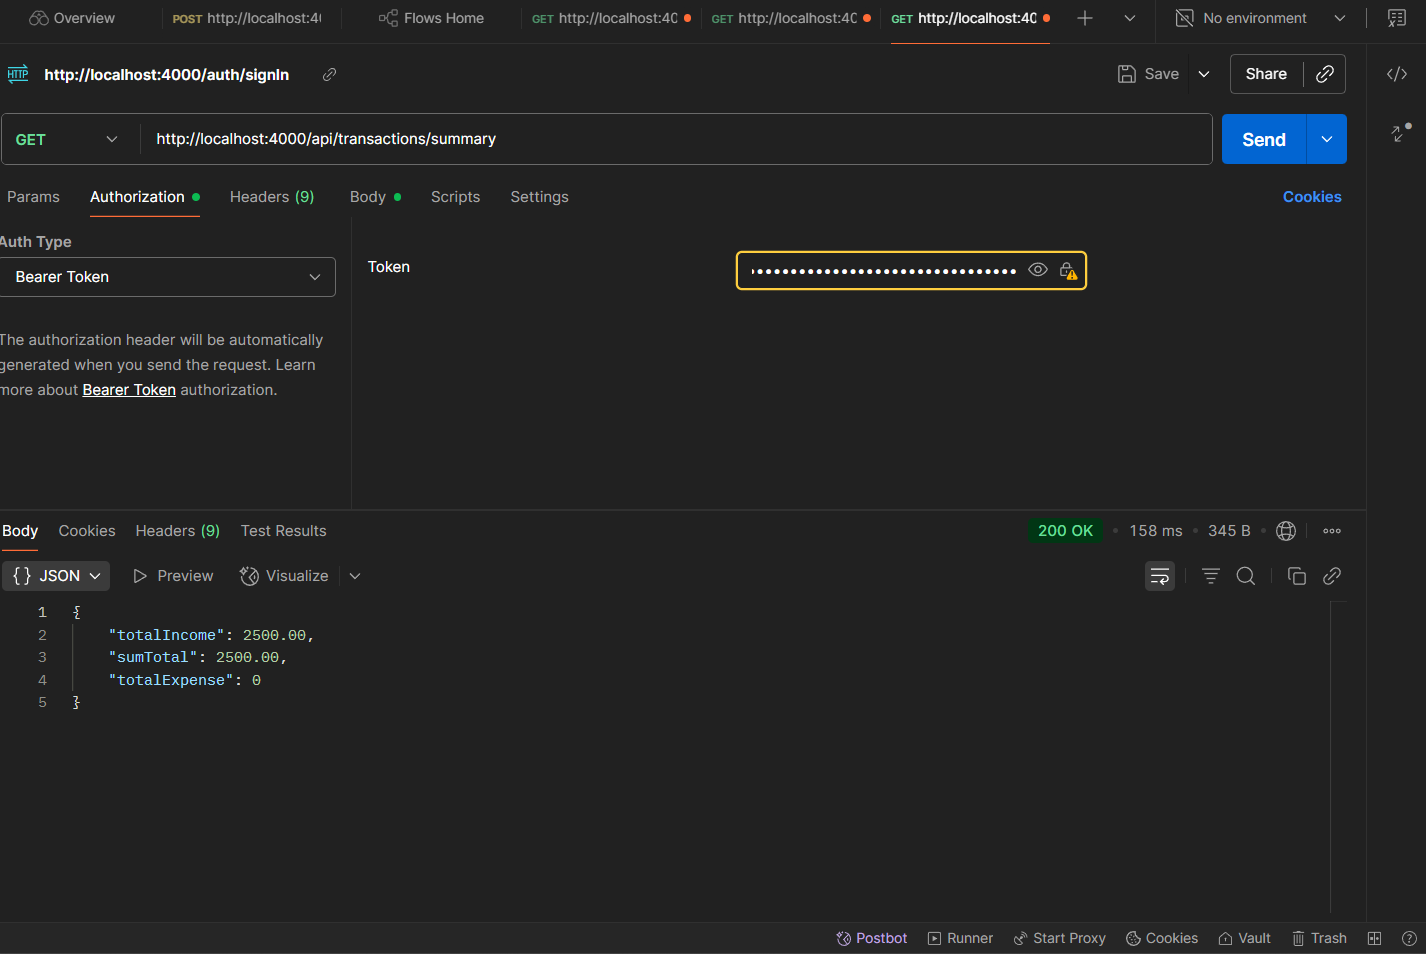 Overview
POST http://localhost:4
Flows Home
GET http://localhost:40
GET http://localhost:40
GET http://localhost:40
No environment
HTTP http://localhost:4000/auth/signIn
Save
Share
GET
http://localhost:4000/api/transactions/summary
Send
Params
Authorization
Headers (9)
Body
Scripts
Settings
Cookies
Auth Type
Bearer Token
Token
The authorization header will be automatically
generated when you send the request. Learn
more about Bearer Token authorization.
Body
Cookies
Headers (9)
Test Results
200 OK
158 ms
345 B
{} JSON
Preview
Visualize
1 {
2 "totalIncome": 2500.00,
3 "sumTotal": 2500.00,
4 "totalExpense": 0
5 }
Postbot
Runner
Start Proxy
Cookies
Vault
Trash